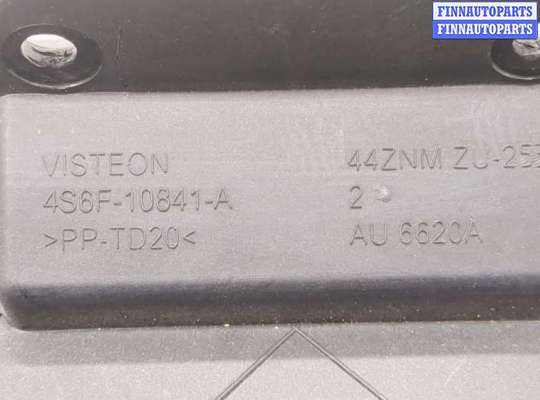 FINNAUTOPARTS
FINNAUTOPARTS
VISTEON
4S6F-10841-A
>PP-TD20<
44ZNM
2
AU 6620A